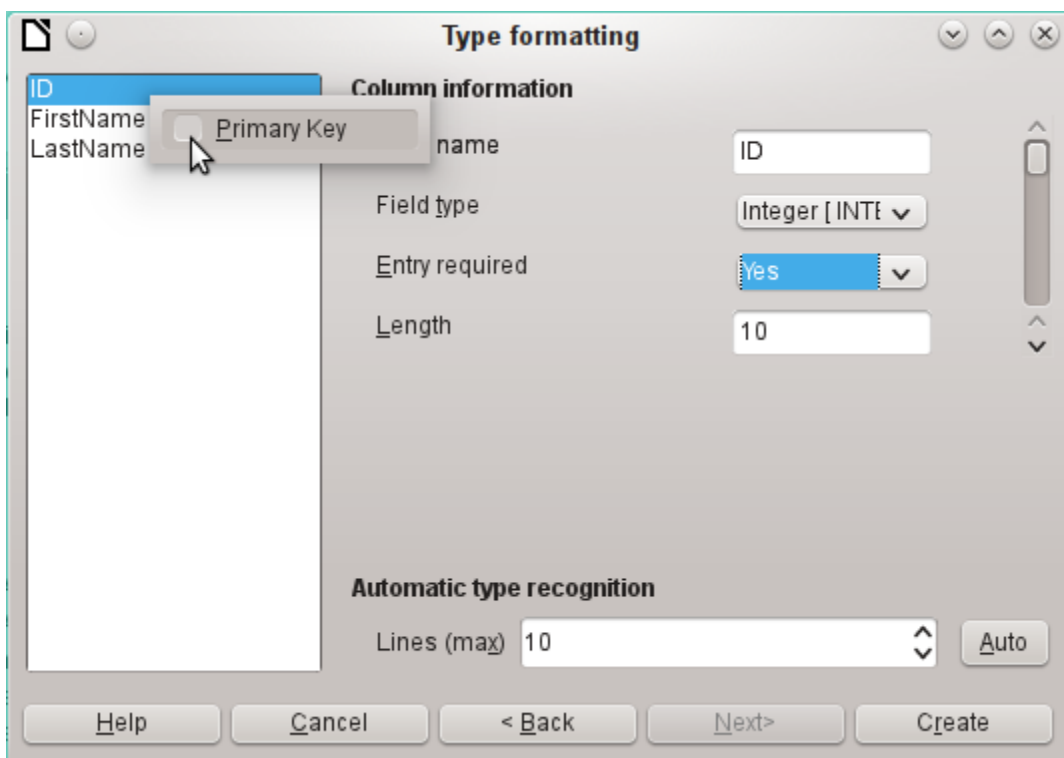 Type formatting
ID
FirstName
LastName
Primary Key
Column information
name
ID
Field type
Integer [ INTE
Entry required
Yes
Length
10
Automatic type recognition
Lines (max)
10
Auto
Help
Cancel
< Back
Next>
Create